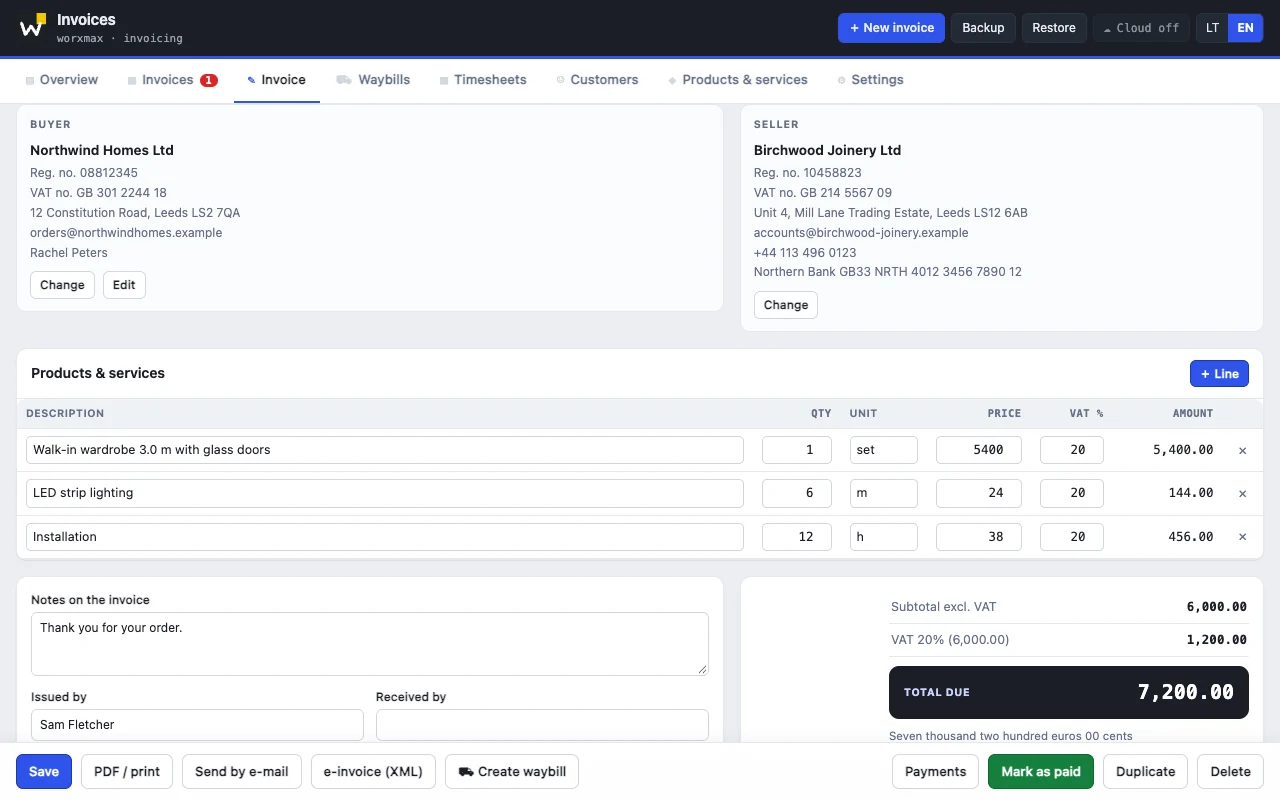 Invoices
worxmax · invoicing
+ New invoice
Backup
Restore
Cloud off
LT
EN
Overview
Invoices 1
Invoice
Waybills
Timesheets
Customers
Products & services
Settings
BUYER
Northwind Homes Ltd
Reg. no. 08812345
VAT no. GB 301 2244 18
12 Constitution Road, Leeds LS2 7QA
orders@northwindhomes.example
Rachel Peters
Change
Edit
SELLER
Birchwood Joinery Ltd
Reg. no. 10458823
VAT no. GB 214 5567 09
Unit 4, Mill Lane Trading Estate, Leeds LS12 6AB
accounts@birchwood-joinery.example
+44 113 496 0123
Northern Bank GB33 NRTH 4012 3456 7890 12
Change
Products & services
+ Line
DESCRIPTION QTY UNIT PRICE VAT % AMOUNT
Walk-in wardrobe 3.0 m with glass doors 1 set 5400 20 5,400.00 ×
LED strip lighting 6 m 24 20 144.00 ×
Installation 12 h 38 20 456.00 ×
Notes on the invoice
Thank you for your order.
Issued by
Sam Fletcher
Received by
Subtotal excl. VAT 6,000.00
VAT 20% (6,000.00) 1,200.00
TOTAL DUE 7,200.00
Seven thousand two hundred euros 00 cents
Save
PDF / print
Send by e-mail
e-invoice (XML)
Create waybill
Payments
Mark as paid
Duplicate
Delete